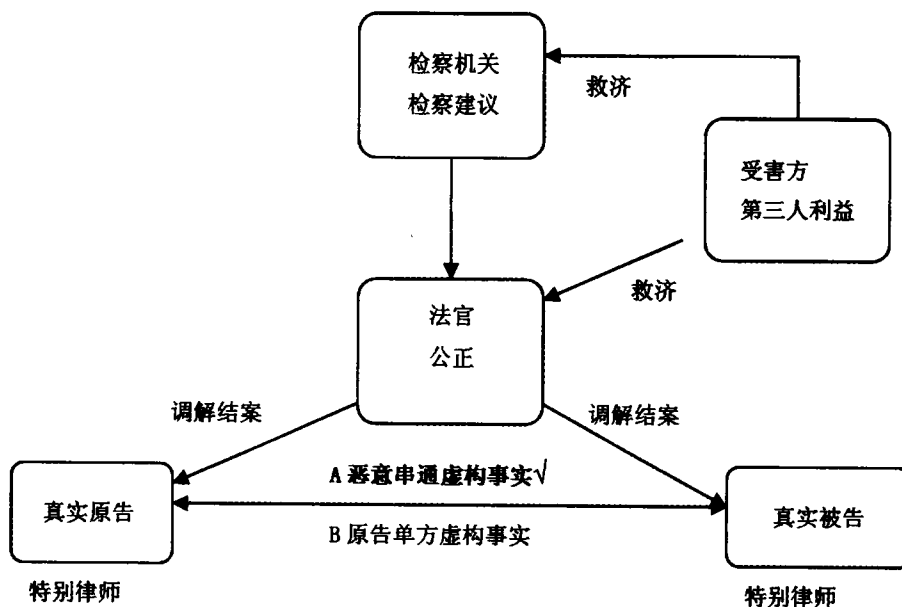 检察机关
检察建议
救济
受害方
第三人利益
救济
法官
公正
调解结案
调解结案
A 恶意串通虚构事实√
真实原告
真实被告
B 原告单方虚构事实
特别律师
特别律师